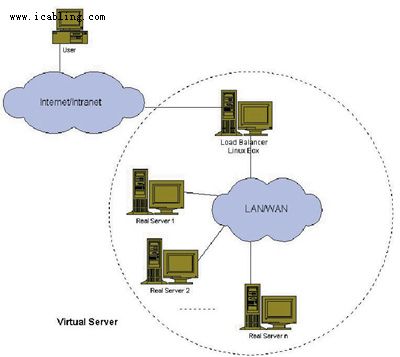 www.icabling.com
User
Internet/Intranet
Load Balancer
Linux Box
LAN/WAN
Real Server 1
Real Server 2
Virtual Server
Real Server n